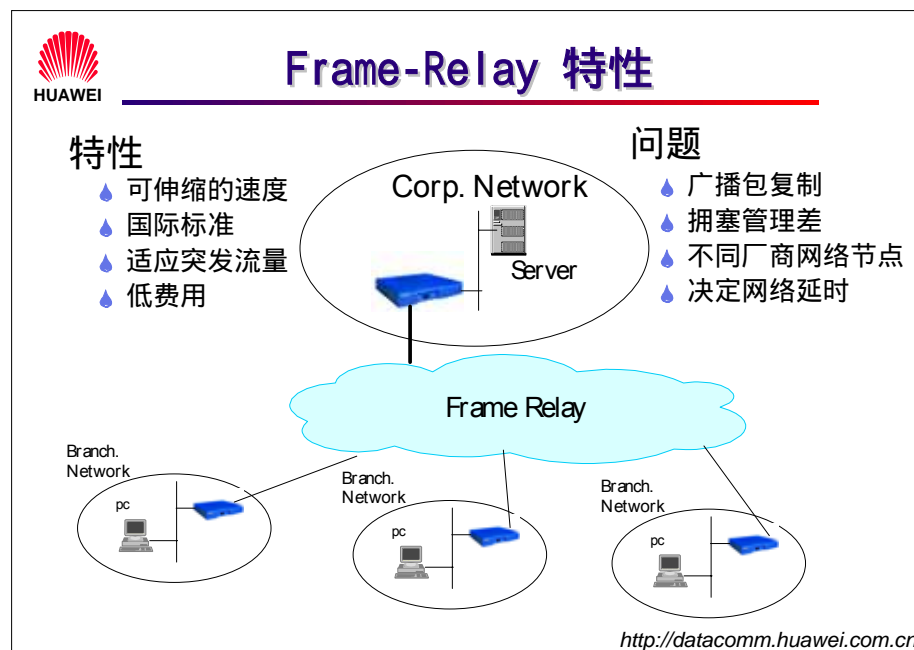 HUAWEI
Frame-Relay 特性
特性
可伸缩的速度
国际标准
适应突发流量
低费用
问题
广播包复制
拥塞管理差
不同厂商网络节点
决定网络延时
Corp. Network
Server
Frame Relay
Branch.
Network
pc
Branch.
Network
pc
Branch.
Network
pc
http://datacomm.huawei.com.cn